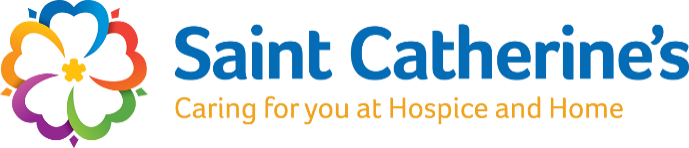 Saint Catherine's
Caring for you at Hospice and Home